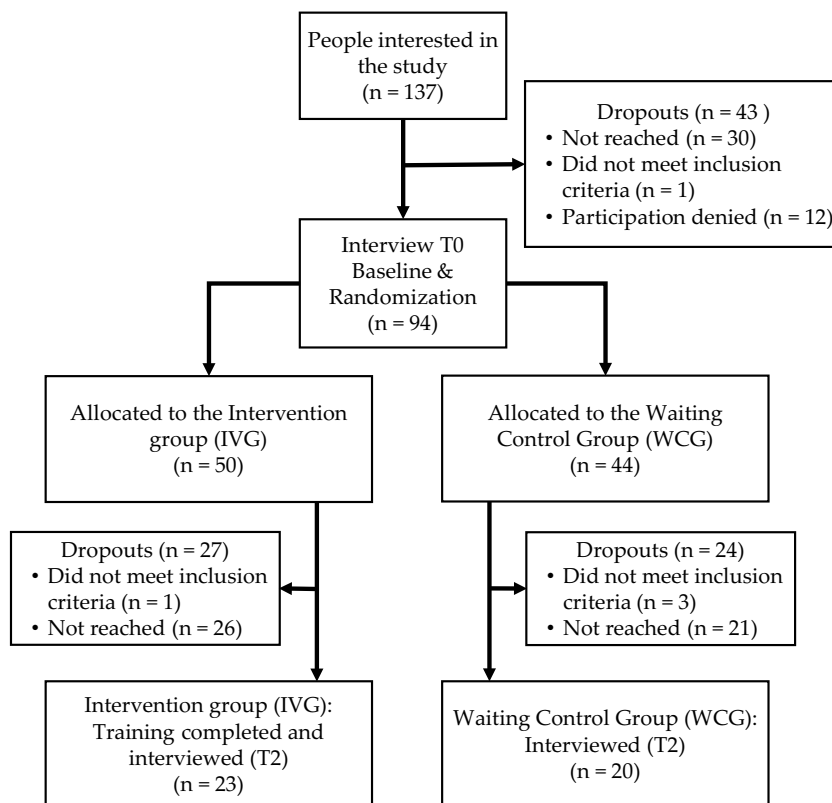 People interested in
the study
(n = 137)
Dropouts (n = 43 )
• Not reached (n = 30)
• Did not meet inclusion
criteria (n = 1)
• Participation denied (n = 12)
Interview T0
Baseline &
Randomization
(n = 94)
Allocated to the Intervention
group (IVG)
(n = 50)
Allocated to the Waiting
Control Group (WCG)
(n = 44)
Dropouts (n = 27)
• Did not meet inclusion
criteria (n = 1)
• Not reached (n = 26)
Dropouts (n = 24)
• Did not meet inclusion
criteria (n = 3)
• Not reached (n = 21)
Intervention group (IVG):
Training completed and
interviewed (T2)
(n = 23)
Waiting Control Group (WCG):
Interviewed (T2)
(n = 20)